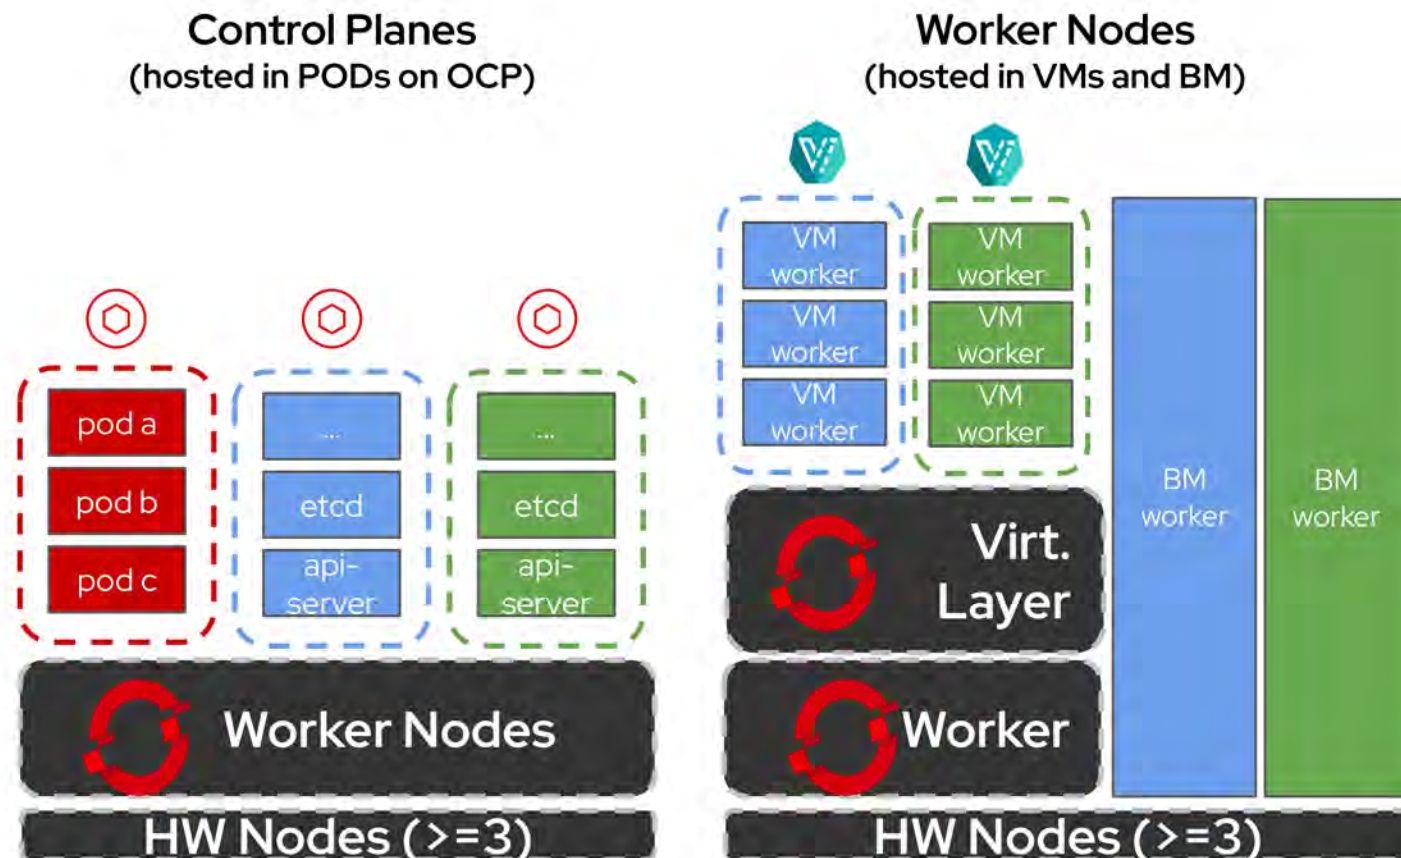 Control Planes
(hosted in PODs on OCP)
pod a
pod b
pod c
...
etcd
api-
server
...
etcd
api-
server
Worker Nodes
HW Nodes (>=3)
Worker Nodes
(hosted in VMs and BM)
VM
worker
VM
worker
VM
worker
VM
worker
VM
worker
VM
worker
BM
worker
BM
worker
Virt.
Layer
Worker
HW Nodes (>=3)